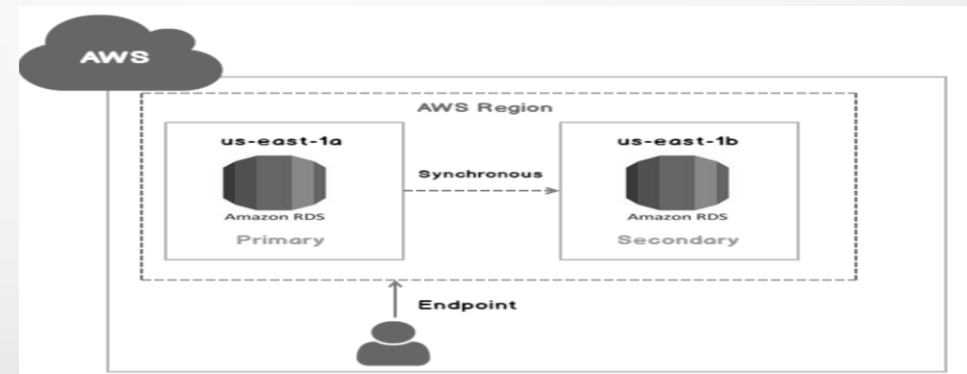 AWS
AWS Region
us-east-1a
us-east-1b
Synchronous
Amazon RDS
Amazon RDS
Primary
Secondary
Endpoint